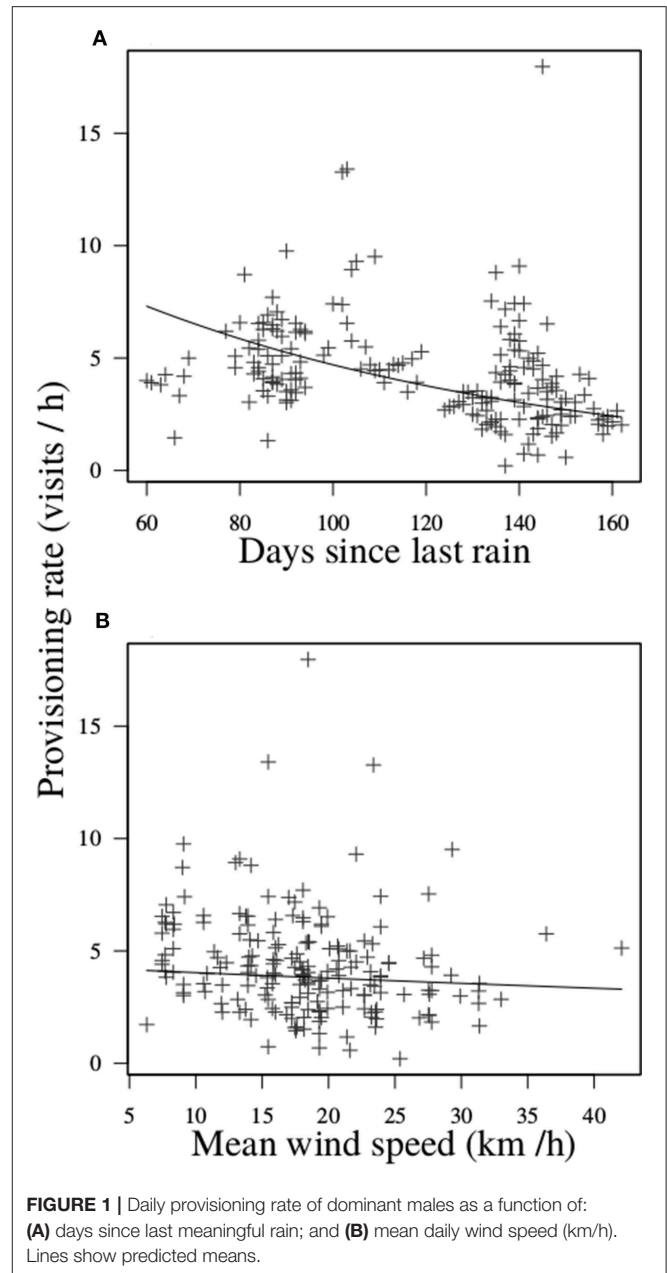 A
15
10
5
0
60 80 100 120 140 160
Days since last rain
Provisioning rate (visits / h)
B
15
10
5
0
5 10 15 20 25 30 35 40
Mean wind speed (km /h)
FIGURE 1 | Daily provisioning rate of dominant males as a function of:
(A) days since last meaningful rain; and (B) mean daily wind speed (km/h).
Lines show predicted means.